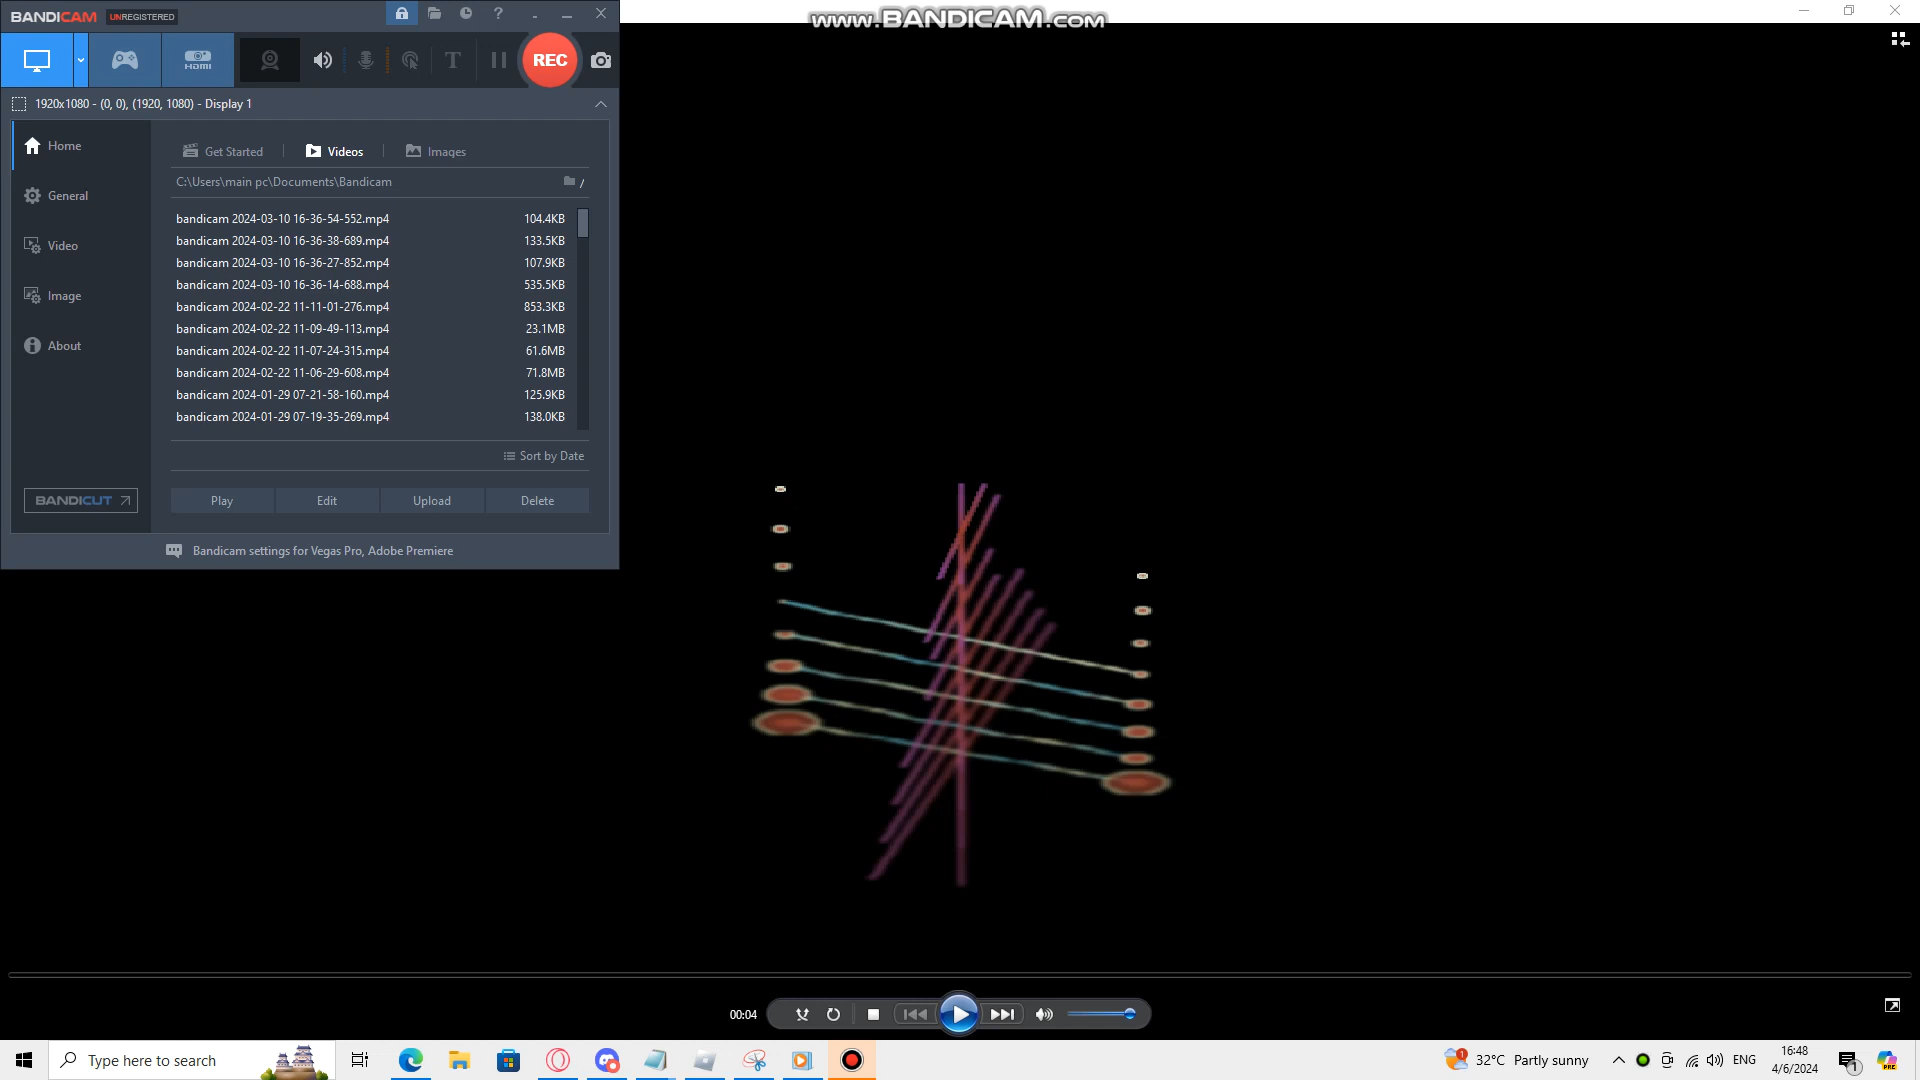 BANDICAM UNREGISTERED
www.BANDICAM.COM
HDMI
T
REC
1920x1080 - (0, 0), (1920, 1080) - Display 1
Home
General
Video
Image
About
BANDICUT
Get Started
Videos
Images
C:\Users\main pc\Documents\Bandicam
/
bandicam 2024-03-10 16-36-54-552.mp4 104.4KB
bandicam 2024-03-10 16-36-38-689.mp4 133.5KB
bandicam 2024-03-10 16-36-27-852.mp4 107.9KB
bandicam 2024-03-10 16-36-14-688.mp4 535.5KB
bandicam 2024-02-22 11-11-01-276.mp4 853.3KB
bandicam 2024-02-22 11-09-49-113.mp4 23.1MB
bandicam 2024-02-22 11-07-24-315.mp4 61.6MB
bandicam 2024-02-22 11-06-29-608.mp4 71.8MB
bandicam 2024-01-29 07-21-58-160.mp4 125.9KB
bandicam 2024-01-29 07-19-35-269.mp4 138.0KB
Sort by Date
Play Edit Upload Delete
Bandicam settings for Vegas Pro, Adobe Premiere
00:04
Type here to search
1
32°C Partly sunny
ENG
16:48
4/6/2024
1
PRE